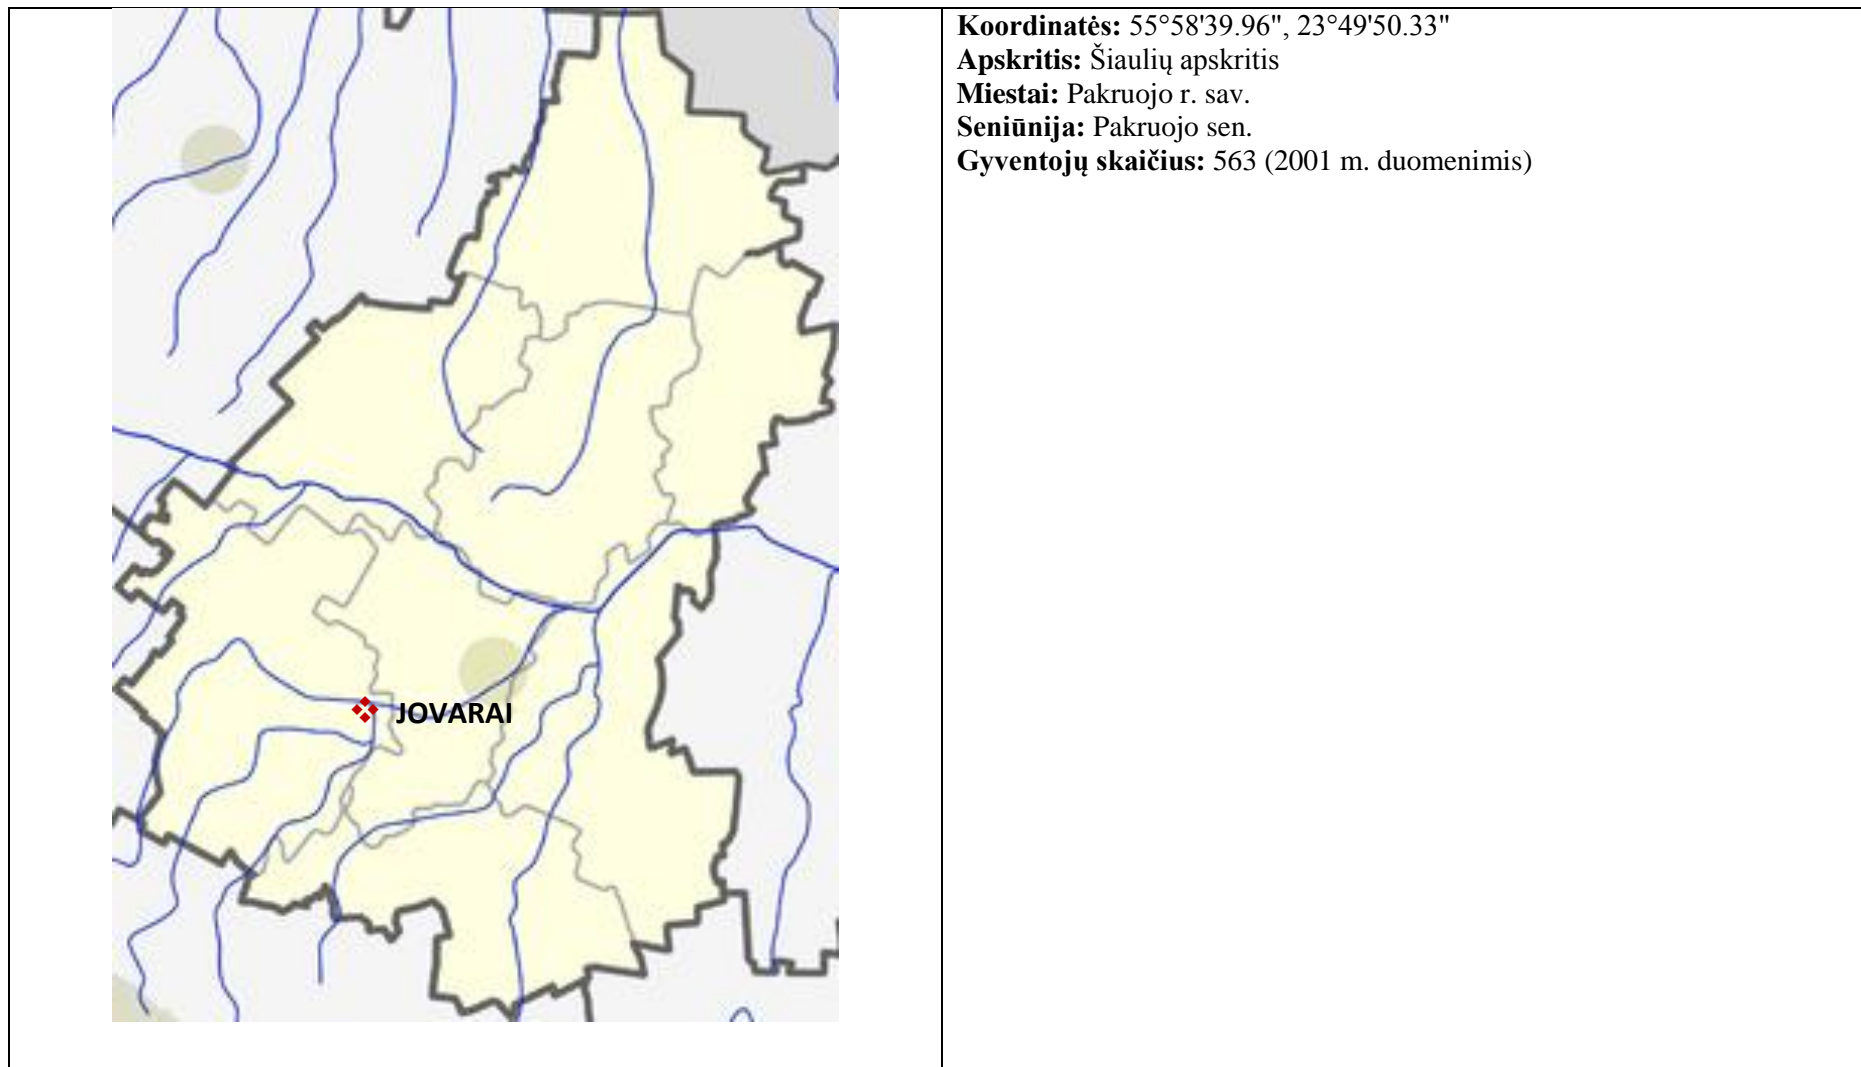 JOVARAI
Koordinatės: 55°58'39.96", 23°49'50.33"
Apskritis: Šiaulių apskritis
Miestai: Pakruojo r. sav.
Seniūnija: Pakruojo sen.
Gyventojų skaičius: 563 (2001 m. duomenimis)